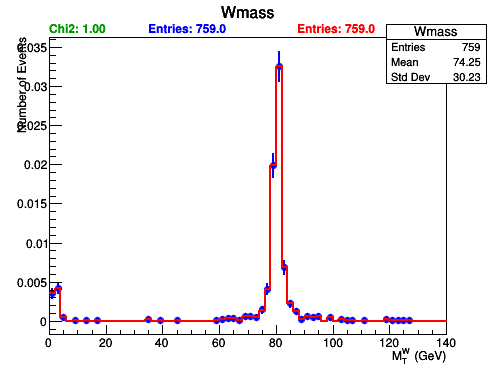 Wmass
Chi2: 1.00 Entries: 759.0 Entries: 759.0
Wmass
Entries 759
Mean 74.25
Std Dev 30.23
Number of Events
0.035
0.03
0.025
0.02
0.015
0.01
0.005
0
0 20 40 60 80 100 120 140
M_T^W (GeV)